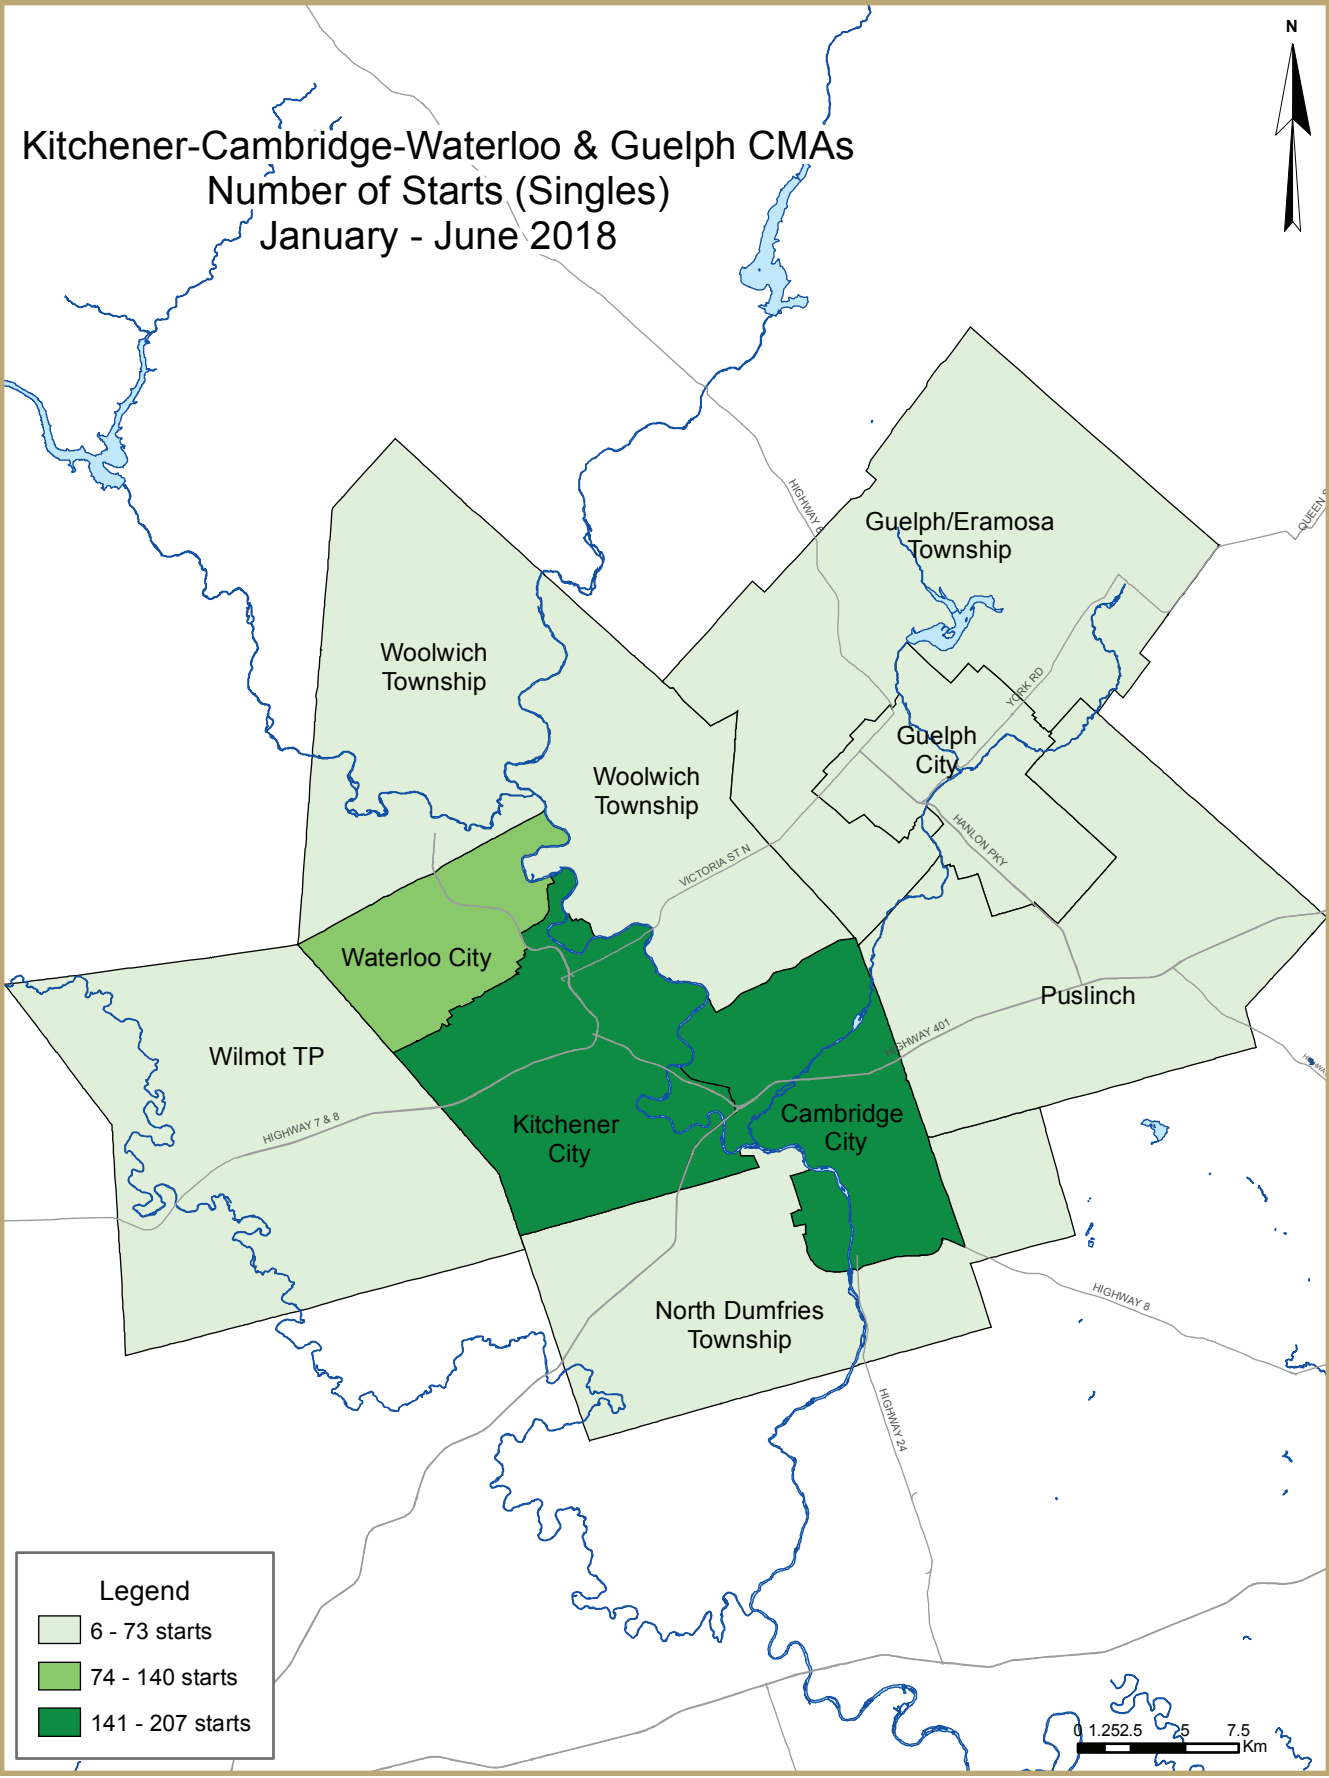 N
Kitchener-Cambridge-Waterloo & Guelph CMAs
Number of Starts (Singles)
January - June 2018
HIGHWAY 6
QUEEN S
Guelph/Eramosa
Township
Woolwich
Township
YORK RD
Guelph
City
Woolwich
Township
HANLON PKY
VICTORIA ST N
Waterloo City
Puslinch
HIGHWAY 401
Wilmot TP
HIGHWAY 7 & 8
Kitchener
City
Cambridge
City
HIGHWAY 8
North Dumfries
Township
HIGHWAY 24
Legend
6 - 73 starts
74 - 140 starts
141 - 207 starts
0 1.25 2.5 5 7.5
Km